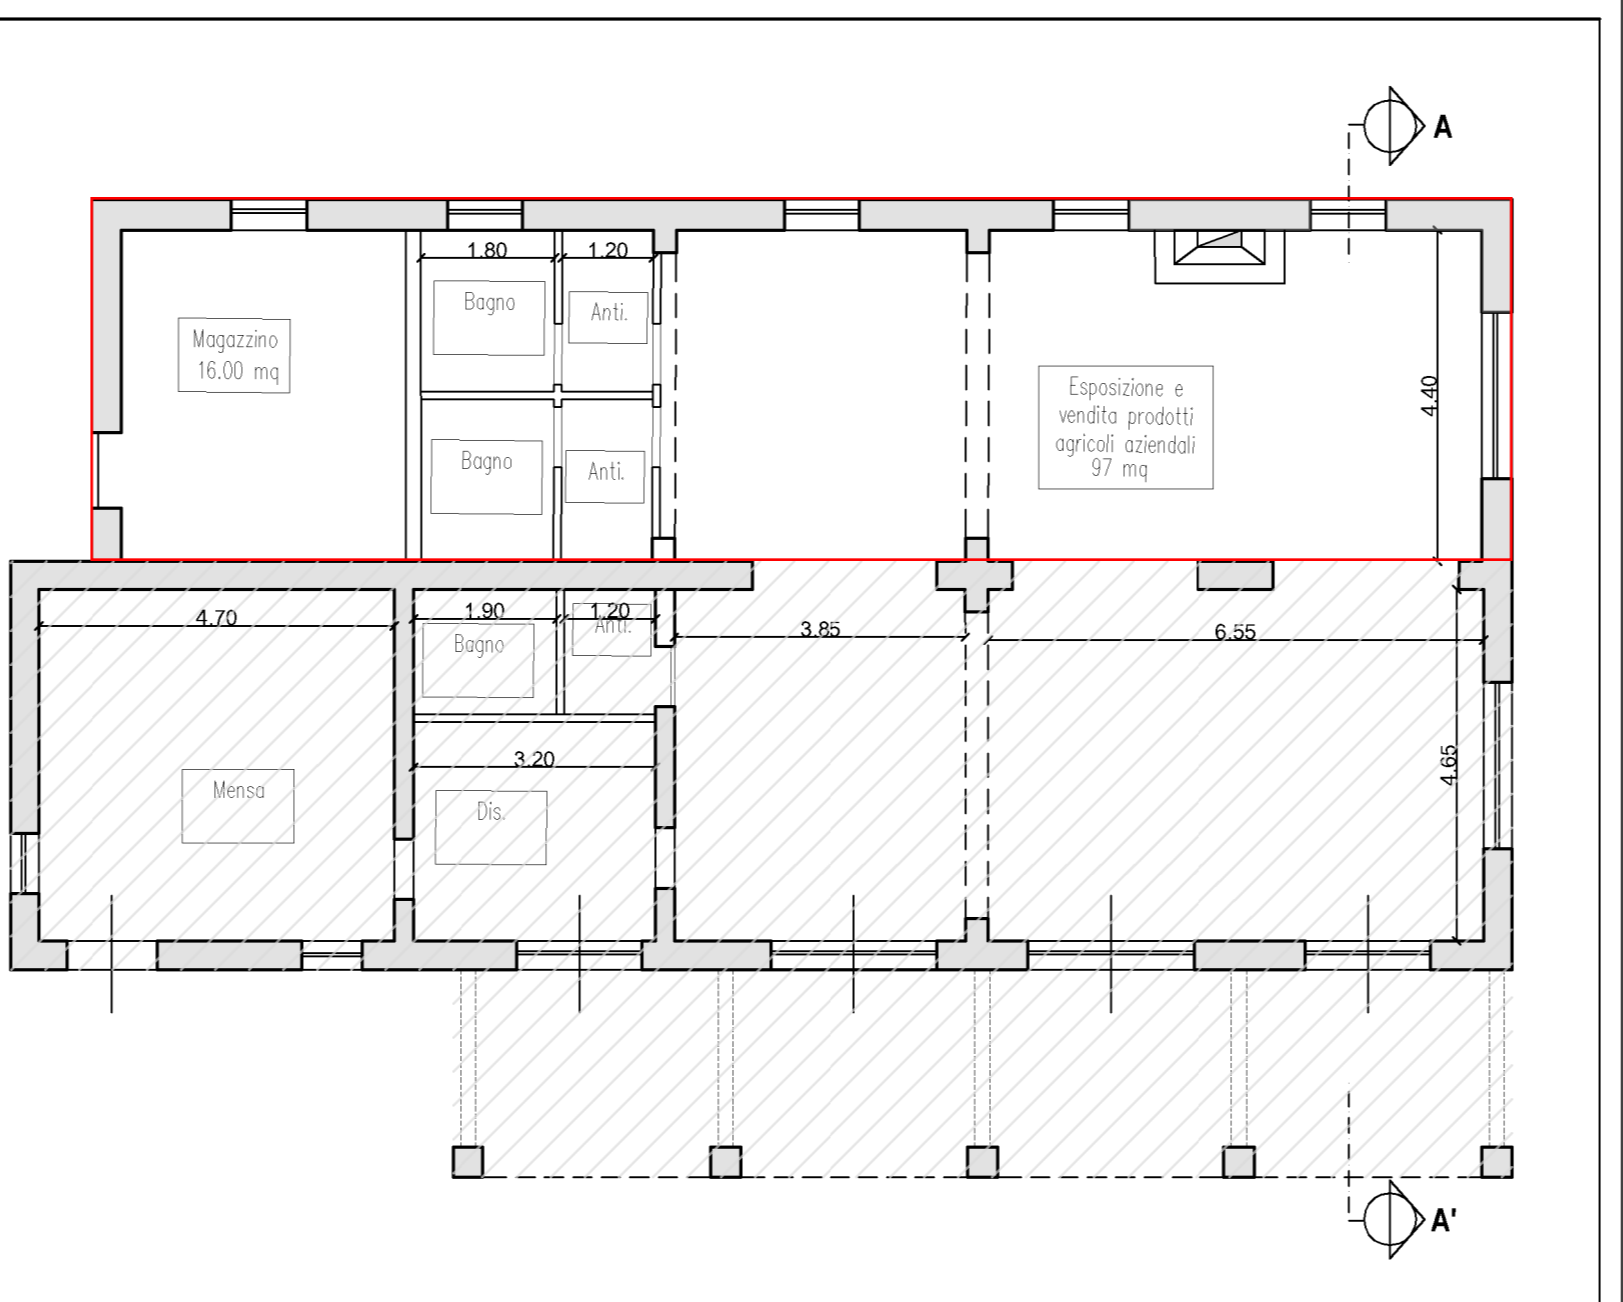 A
1.80
1.20
Bagno
Anti.
Magazzino
16.00 mq
Esposizione e
vendita prodotti
agricoli aziendali
97 mq
4.40
Bagno
Anti.
4.70
1.90
1.20
Anti.
Bagno
3.85
6.55
3.20
4.65
Mensa
Dis.
A'